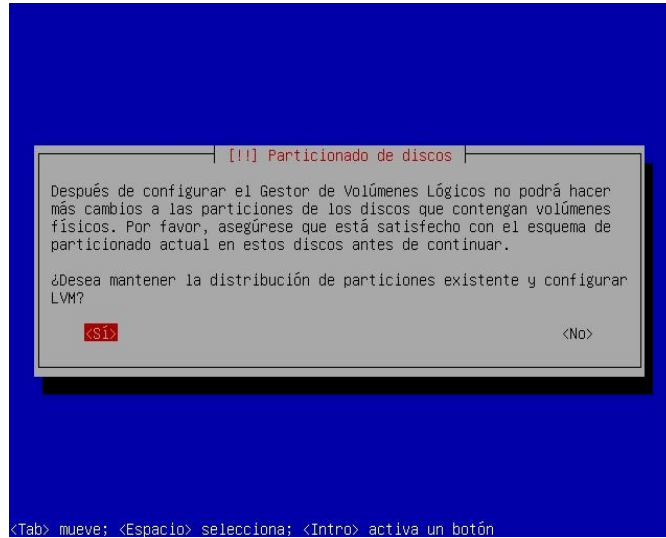 [!!] Particionado de discos
Después de configurar el Gestor de Volúmenes Lógicos no podrá hacer
más cambios a las particiones de los discos que contengan volúmenes
físicos. Por favor, asegúrese que está satisfecho con el esquema de
particionado actual en estos discos antes de continuar.
¿Desea mantener la distribución de particiones existente y configurar
LVM?
<Sí> <No>
<Tab> mueve; <Espacio> selecciona; <Intro> activa un botón